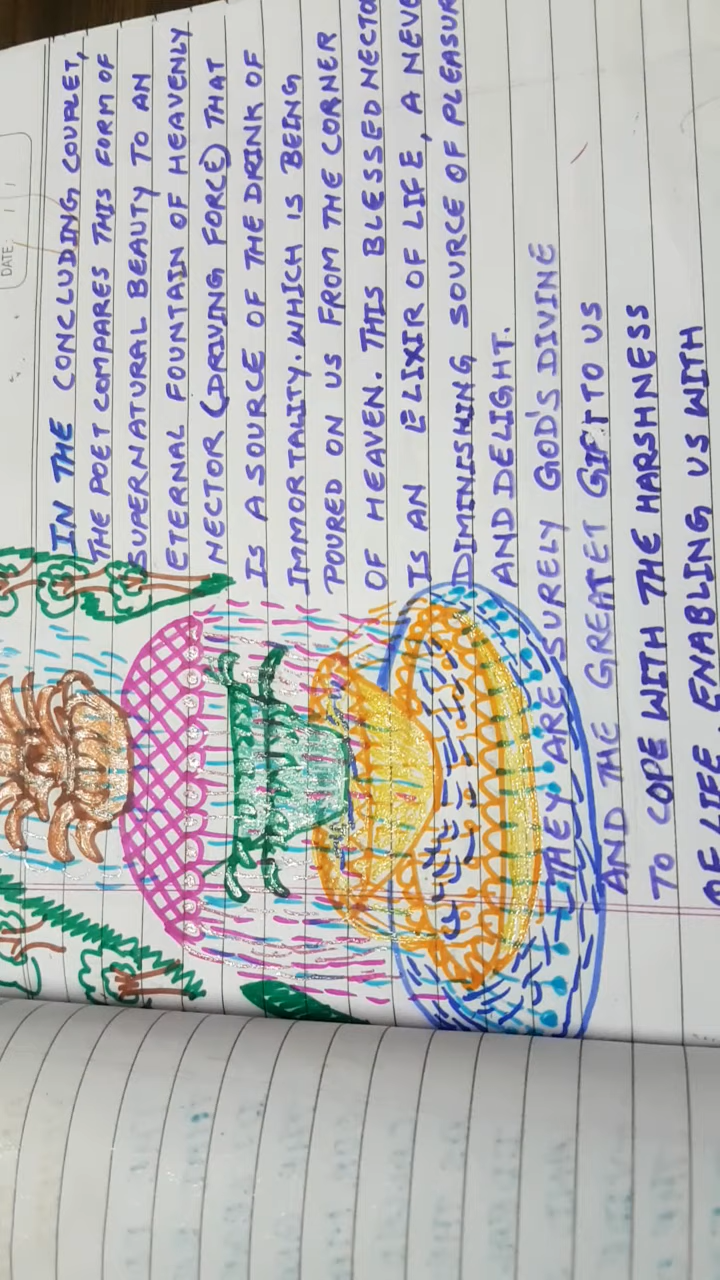 DATE: / /
IN THE CONCLUDING COUPLET,
THE POET COMPARES THIS FORM OF
SUPERNATURAL BEAUTY TO AN
ETERNAL FOUNTAIN OF HEAVENLY
NECTOR (DRIVING FORCE) THAT
IS A SOURCE OF THE DRINK OF
IMMORTALITY. WHICH IS BEING
POURED ON US FROM THE CORNER
OF HEAVEN. THIS BLESSED NECTO
IS AN ELIXIR OF LIFE, A NEVE
DIMINISHING SOURCE OF PLEASUR
AND DELIGHT.
THEY ARE SURELY GOD'S DIVINE
AND THE GREATET GIFT TO US
TO COPE WITH THE HARSHNESS
OF LIFE, ENABLING US WITH